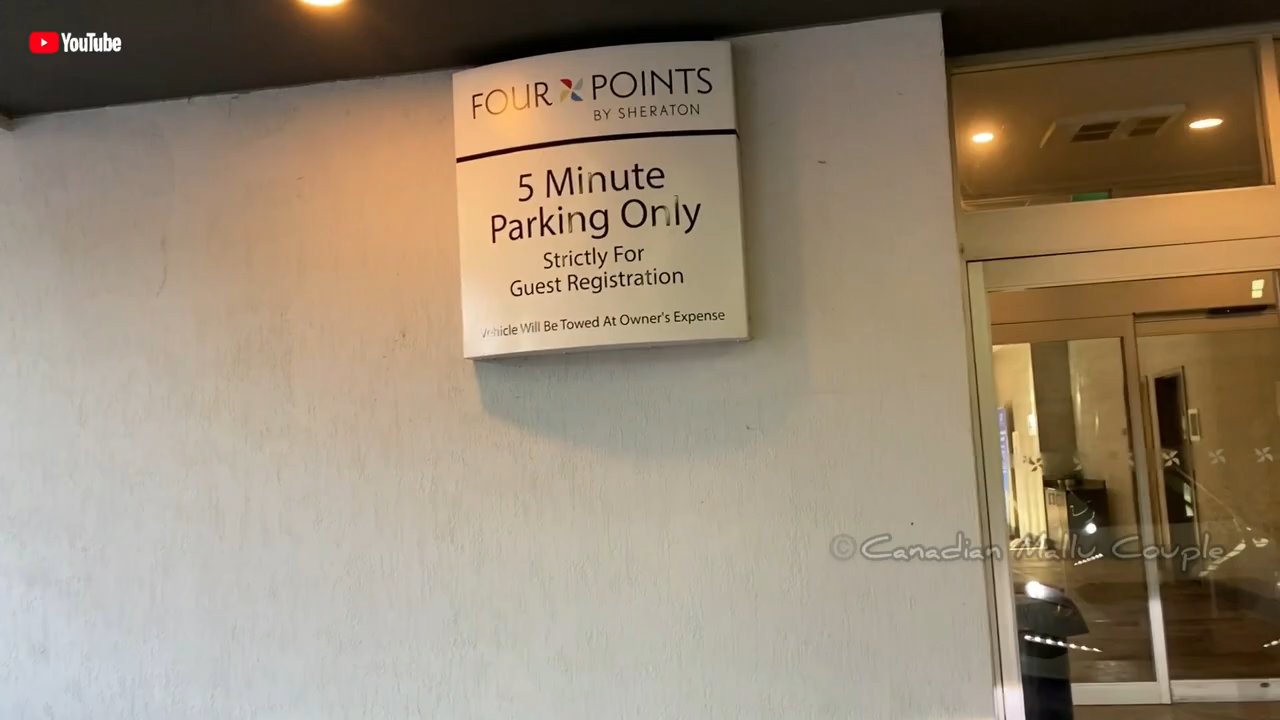 YouTube
FOUR POINTS
BY SHERATON
5 Minute
Parking Only
Strictly For
Guest Registration
Vehicle Will Be Towed At Owner's Expense
© Canadian Mallu Couple